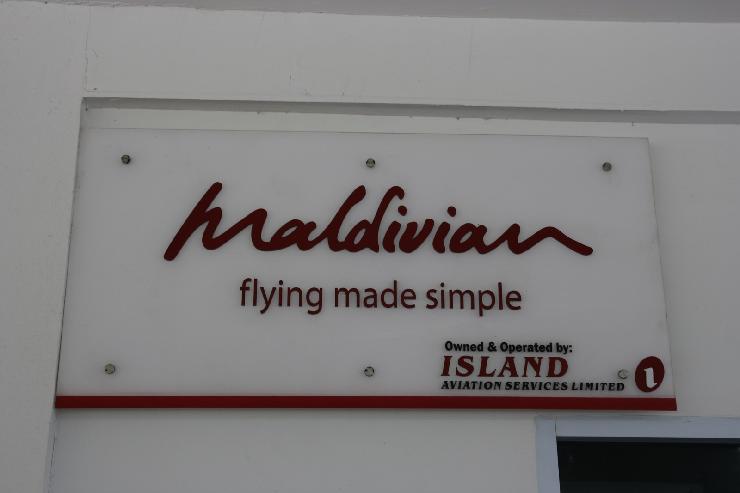 maldivian
flying made simple
Owned & Operated by:
ISLAND
AVIATION SERVICES LIMITED